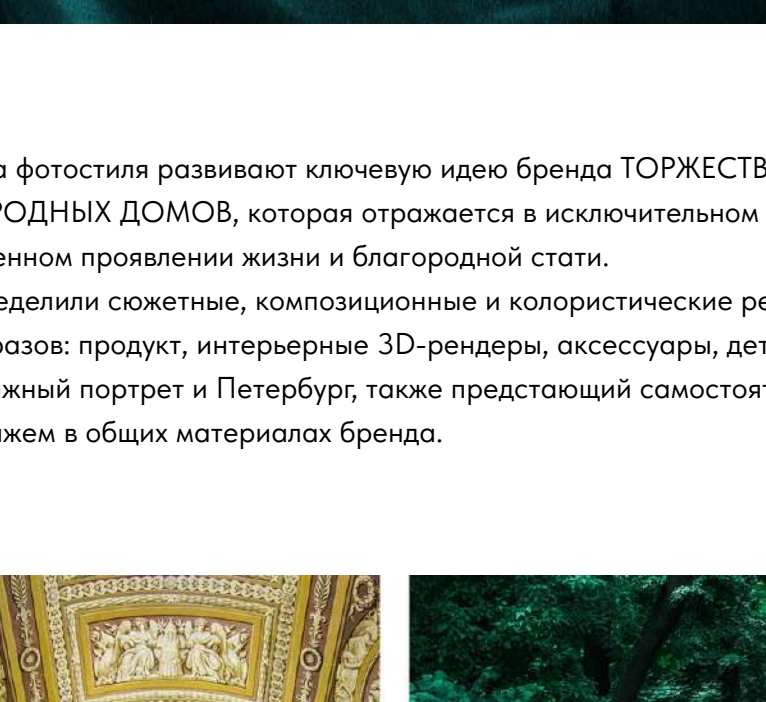 а фотостиля развивают ключевую идею бренда ТОРЖЕСТВ
РОДНЫХ ДОМОВ, которая отражается в исключительном
енном проявлении жизни и благородной стати.
еделили сюжетные, композиционные и колористические ре
разов: продукт, интерьерные 3D-рендеры, аксессуары, дет
жный портрет и Петербург, также предстающий самостоят
жем в общих материалах бренда.